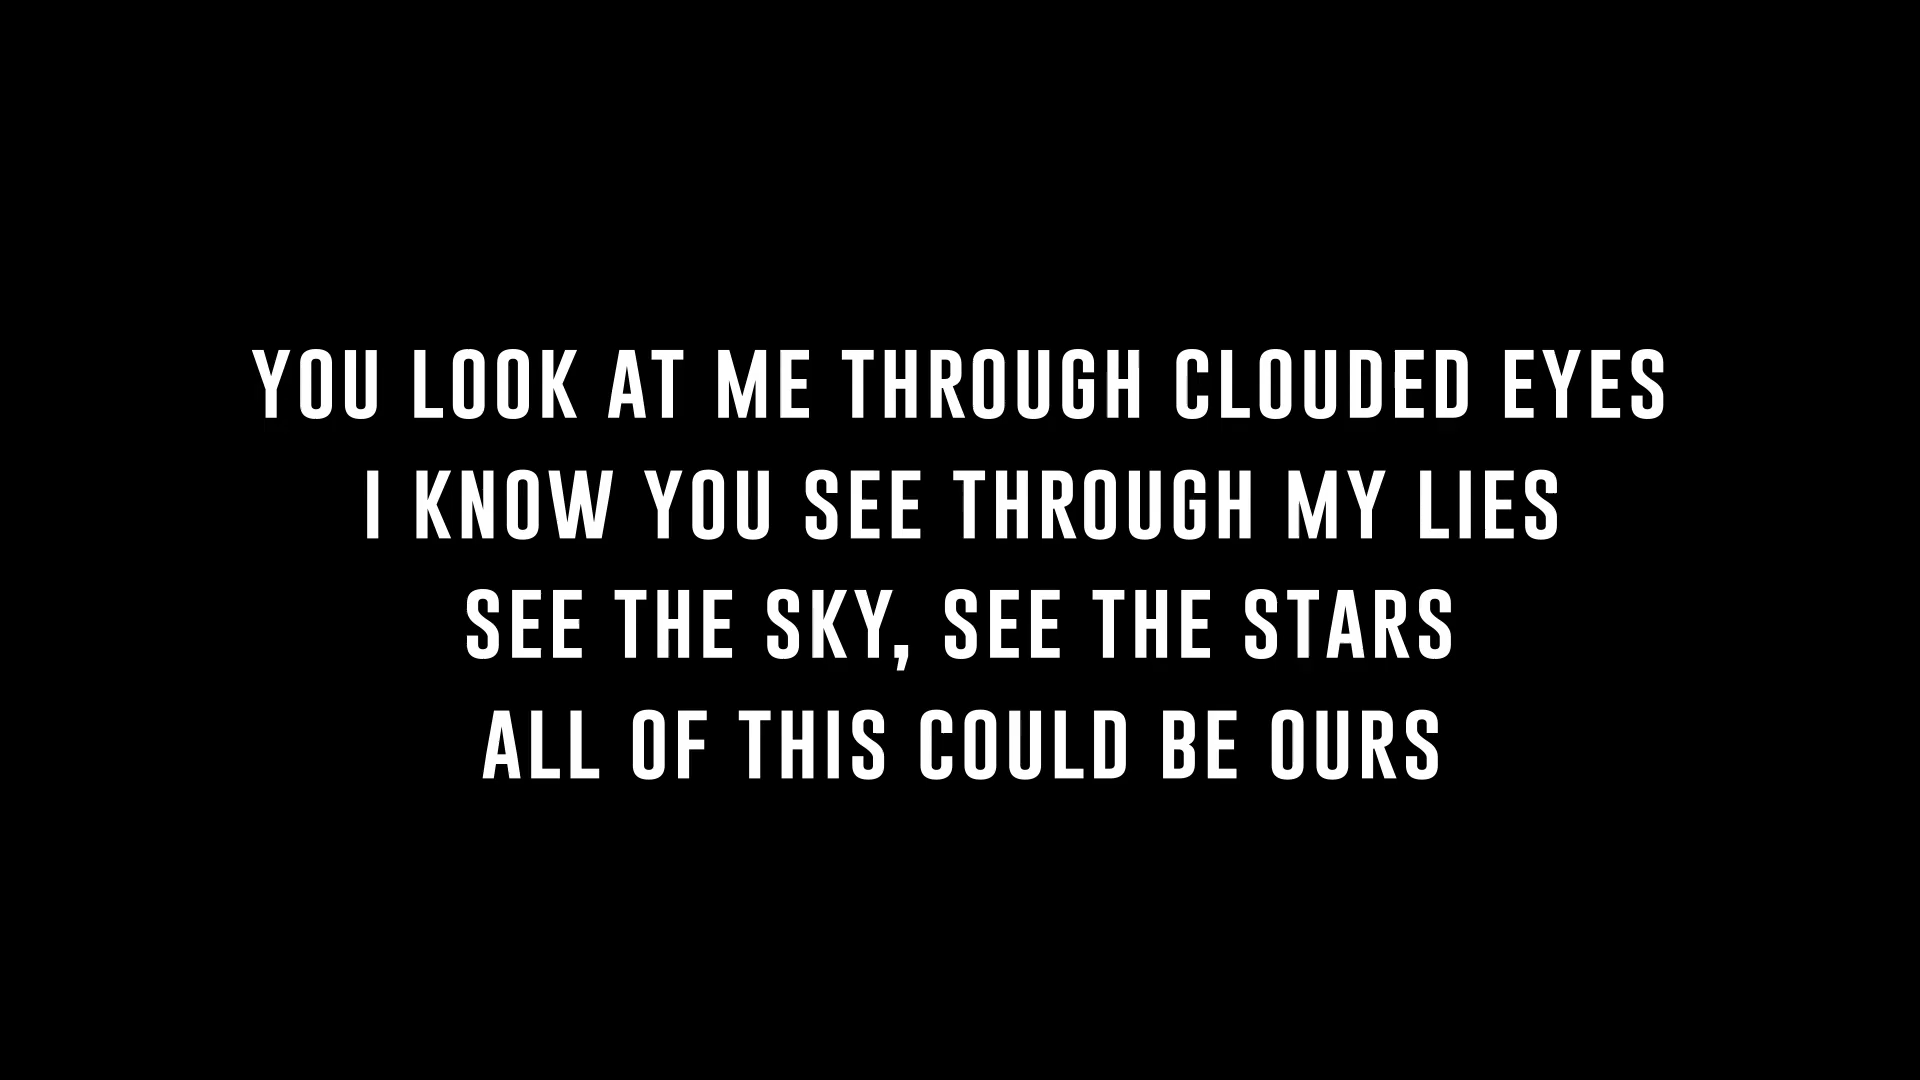 YOU LOOK AT ME THROUGH CLOUDED EYES
I KNOW YOU SEE THROUGH MY LIES
SEE THE SKY, SEE THE STARS
ALL OF THIS COULD BE OURS